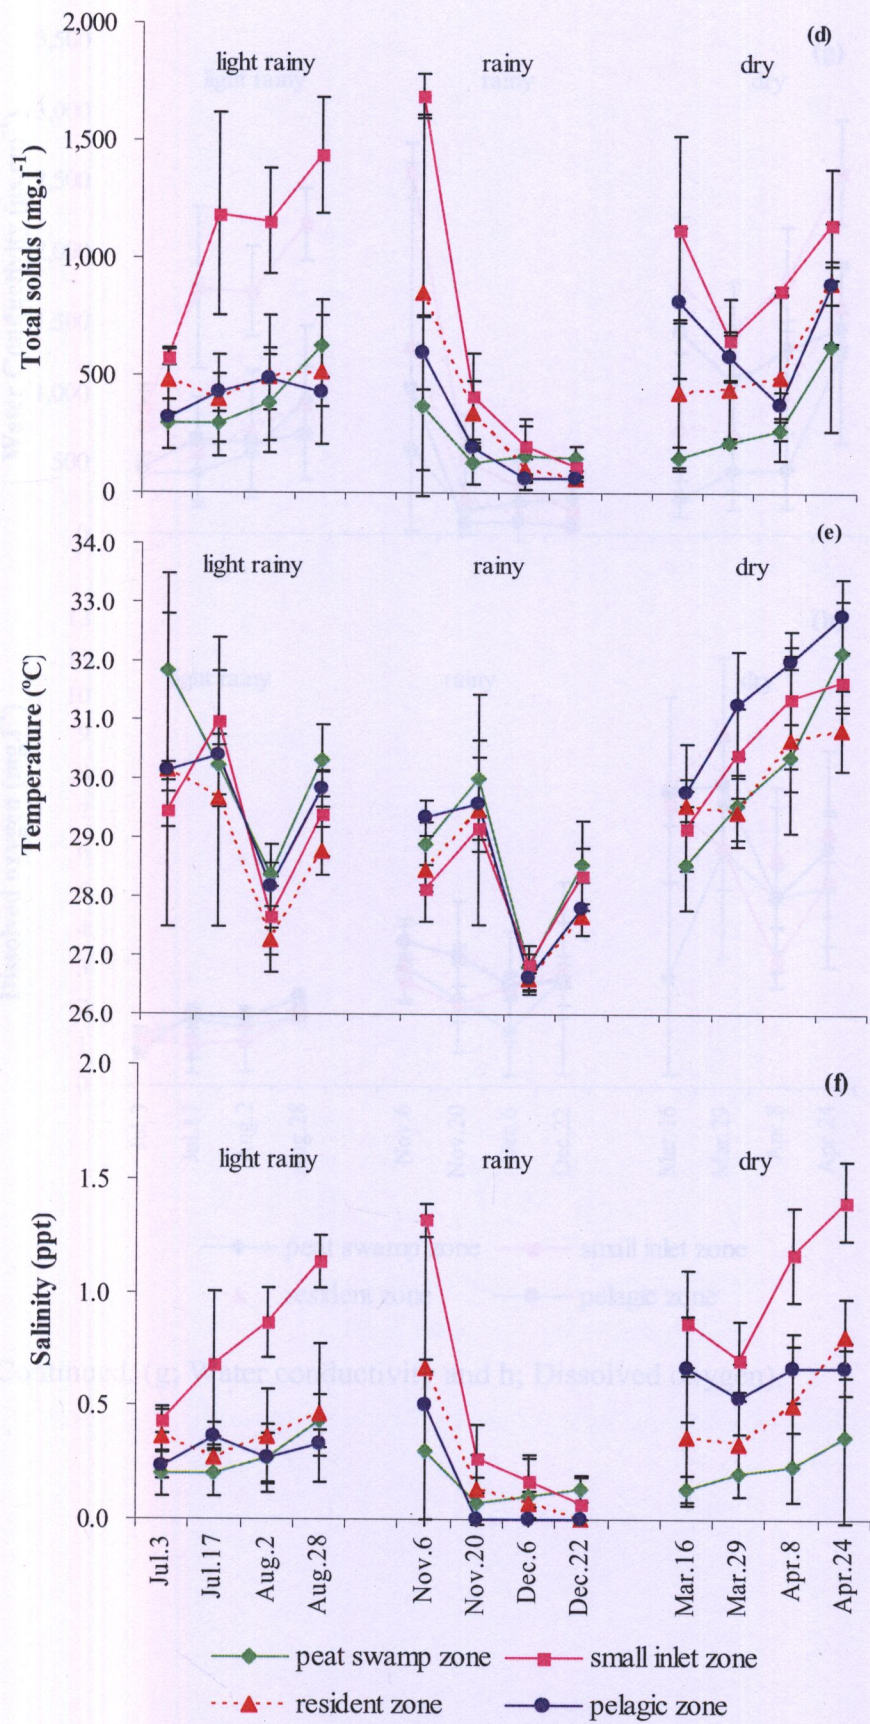 (d)
light rainy rainy dry
2,000
1,500
1,000
500
0
Total solids (mg.l-1)
(e)
light rainy rainy dry
34.0
33.0
32.0
31.0
30.0
29.0
28.0
27.0
26.0
Temperature (ºC)
(f)
light rainy rainy dry
2.0
1.5
1.0
0.5
0.0
Salinity (ppt)
Jul.3 Jul.17 Aug.2 Aug.28 Nov.6 Nov.20 Dec.6 Dec.22 Mar.16 Mar.29 Apr.8 Apr.24
peat swamp zone small inlet zone
resident zone pelagic zone